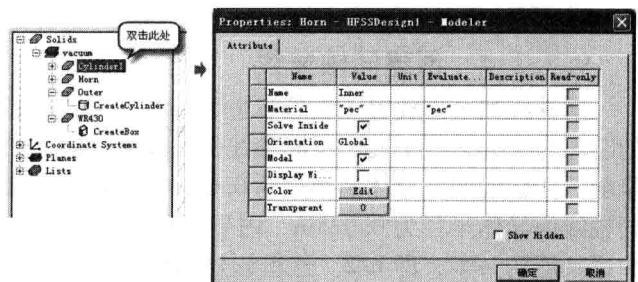 Solids
vacuum
Cylinder1
Horn
Outer
CreateCylinder
WR430
CreateBox
Coordinate Systems
Planes
Lists
双击此处
Properties: Horn - HFSSDesign1 - Modeler
Attribute
Name Value Unit Evaluate... Description Read-only
Name Inner
Material "pec" "pec"
Solve Inside
Orientation Global
Model
Display Wi...
Color Edit
Transparent 0
Show Hidden
确定 取消